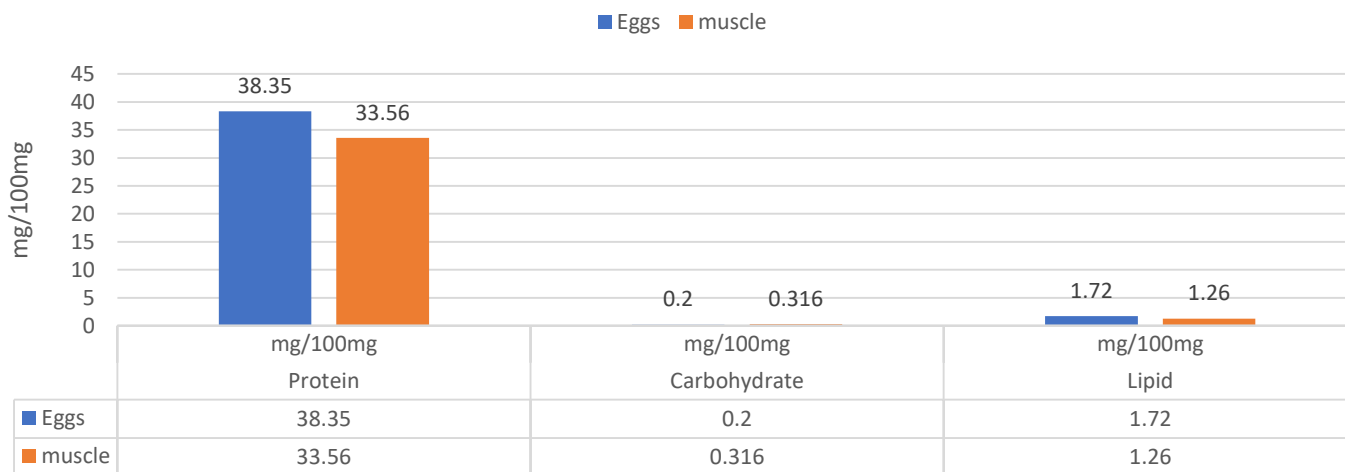 Eggs muscle
45
40
35
30
25
20
15
10
5
0
mg/100mg
38.35
33.56
0.2
0.316
1.72
1.26
mg/100mg mg/100mg mg/100mg
Protein Carbohydrate Lipid
Eggs 38.35 0.2 1.72
muscle 33.56 0.316 1.26